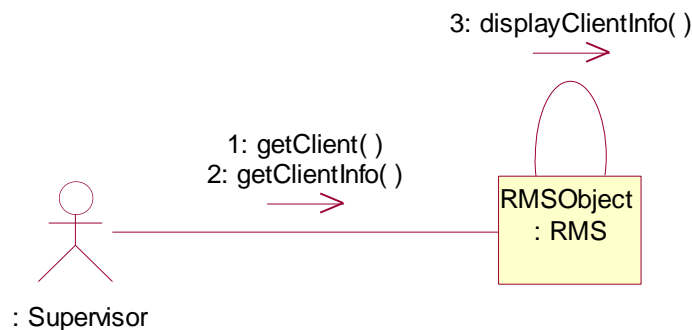 3: displayClientInfo( )
1: getClient( )
2: getClientInfo( )
RMSObject
: RMS
: Supervisor